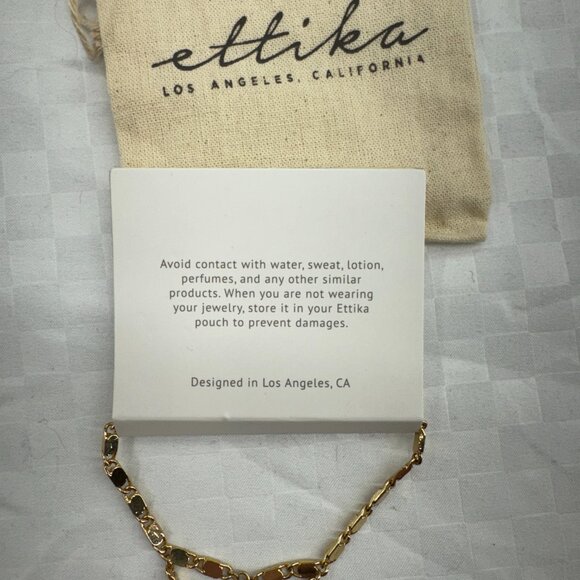 ettika
LOS ANGELES, CALIFORNIA
Avoid contact with water, sweat, lotion,
perfumes, and any other similar
products. When you are not wearing
your jewelry, store it in your Ettika
pouch to prevent damages.
Designed in Los Angeles, CA